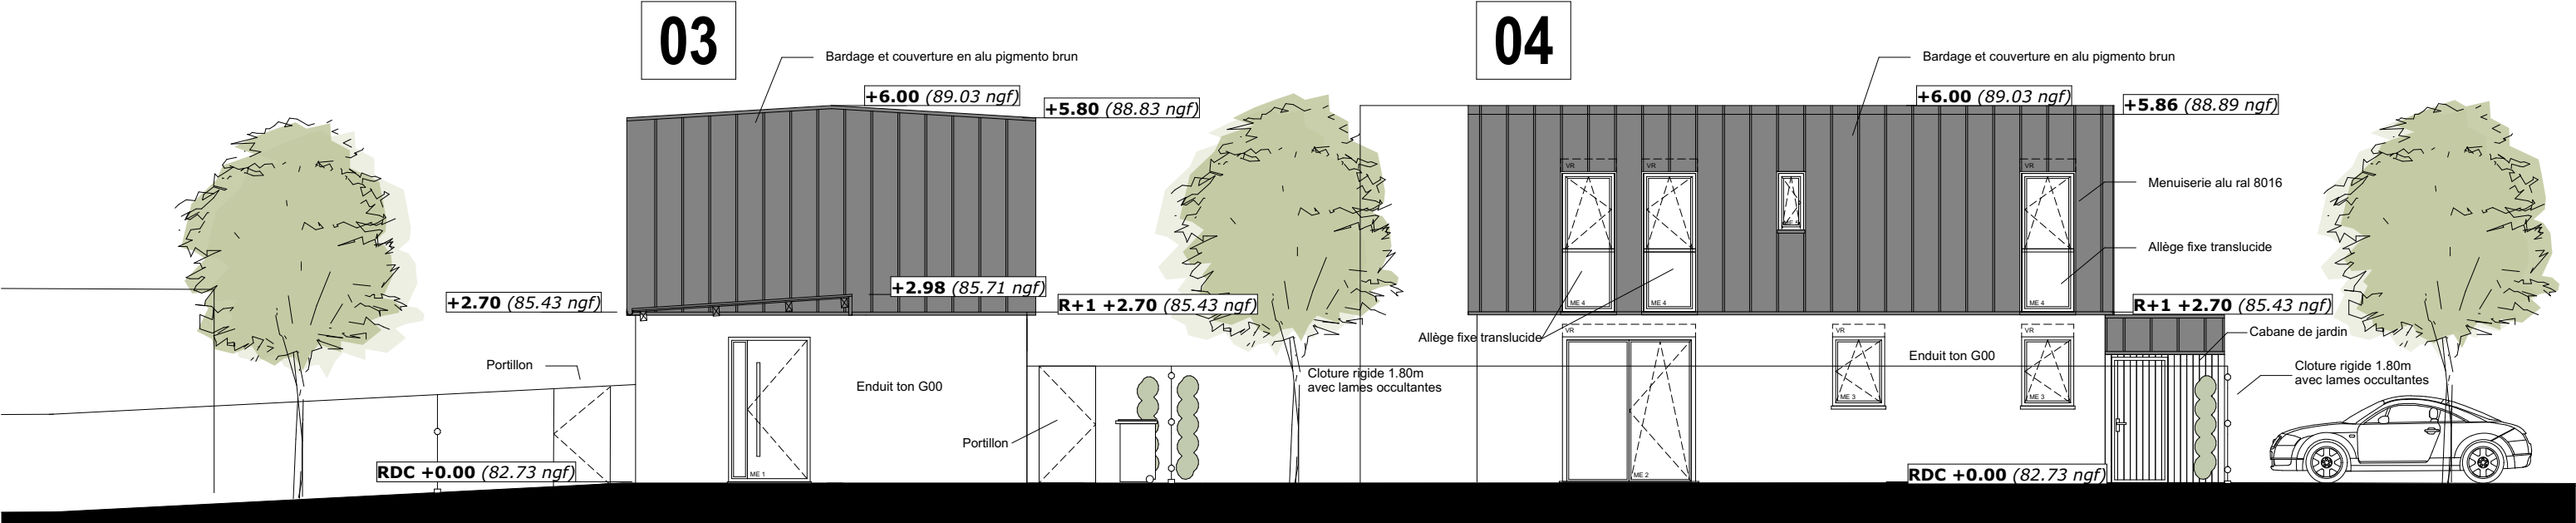 03
Bardage et couverture en alu pigmento brun
+6.00 (89.03 ngf)
+5.80 (88.83 ngf)
+2.98 (85.71 ngf)
+2.70 (85.43 ngf)
R+1 +2.70 (85.43 ngf)
Portillon
Enduit ton G00
Portillon
RDC +0.00 (82.73 ngf)
ME 1
Cloture rigide 1.80m
avec lames occultantes
04
Bardage et couverture en alu pigmento brun
+6.00 (89.03 ngf)
+5.86 (88.89 ngf)
VR
VR
VR
Menuiserie alu ral 8016
Allège fixe translucide
ME 4
ME 4
ME 4
R+1 +2.70 (85.43 ngf)
Allège fixe translucide
VR
VR
VR
Cabane de jardin
Enduit ton G00
Cloture rigide 1.80m
avec lames occultantes
ME 3
ME 3
ME 2
RDC +0.00 (82.73 ngf)